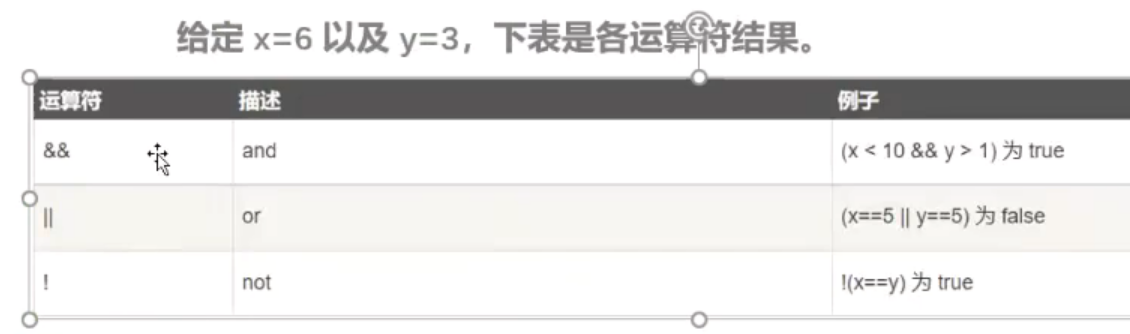 给定 x=6 以及 y=3，下表是各运算符结果。
运算符 描述 例子
&& and (x < 10 && y > 1) 为 true
|| or (x==5 || y==5) 为 false
! not !(x==y) 为 true